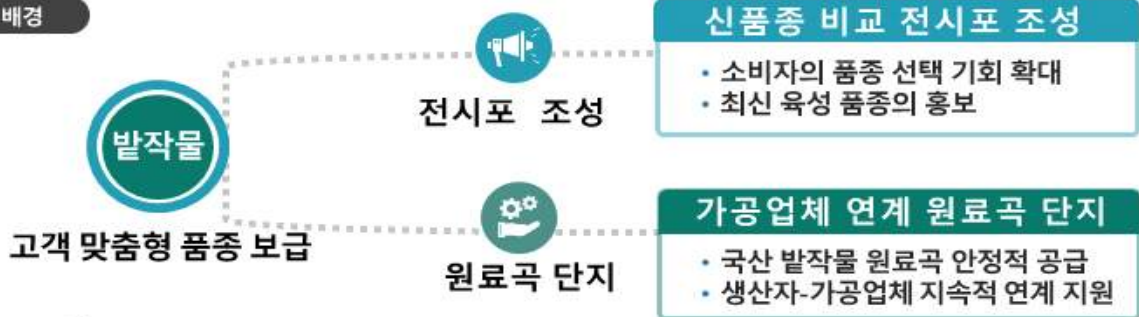 배경
밭작물
고객 맞춤형 품종 보급
전시포 조성
신품종 비교 전시포 조성
• 소비자의 품종 선택 기회 확대
• 최신 육성 품종의 홍보
원료곡 단지
가공업체 연계 원료곡 단지
• 국산 밭작물 원료곡 안정적 공급
• 생산자-가공업체 지속적 연계 지원